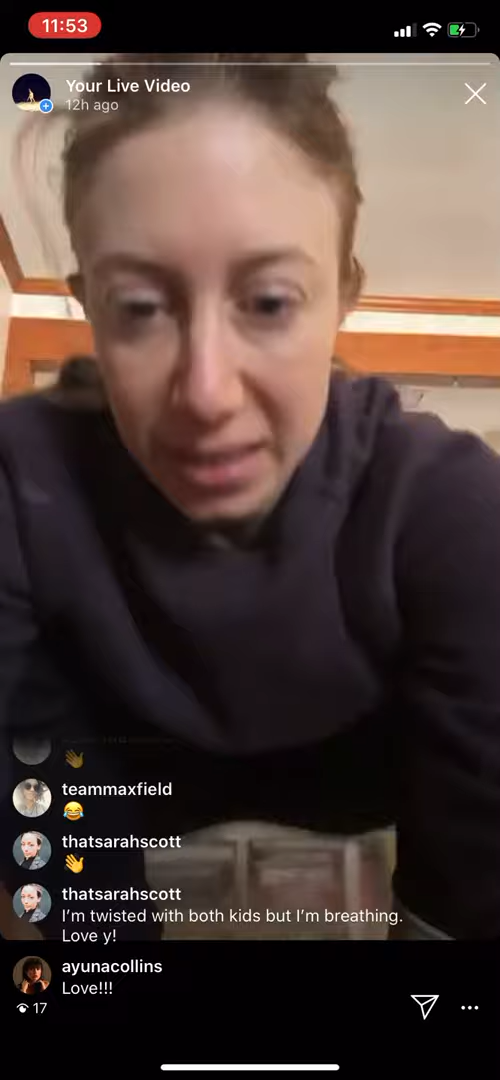 11:53
Your Live Video
12h ago
👋
teammaxfield
😂
thatsarahscott
👋
thatsarahscott
I'm twisted with both kids but I'm breathing.
Love y!
ayunacollins
Love!!!
17